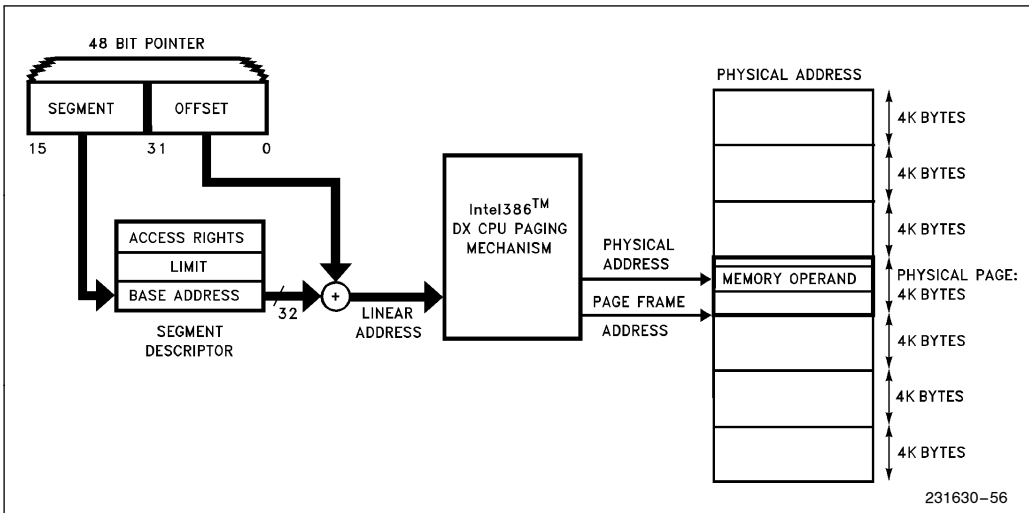 48 BIT POINTER
SEGMENT OFFSET
15 31 0
ACCESS RIGHTS
LIMIT
BASE ADDRESS
SEGMENT
DESCRIPTOR
32
+
LINEAR
ADDRESS
Intel386™
DX CPU PAGING
MECHANISM
PHYSICAL
ADDRESS
PAGE FRAME
ADDRESS
PHYSICAL ADDRESS
4K BYTES
4K BYTES
4K BYTES
MEMORY OPERAND
PHYSICAL PAGE:
4K BYTES
4K BYTES
4K BYTES
4K BYTES
231630–56